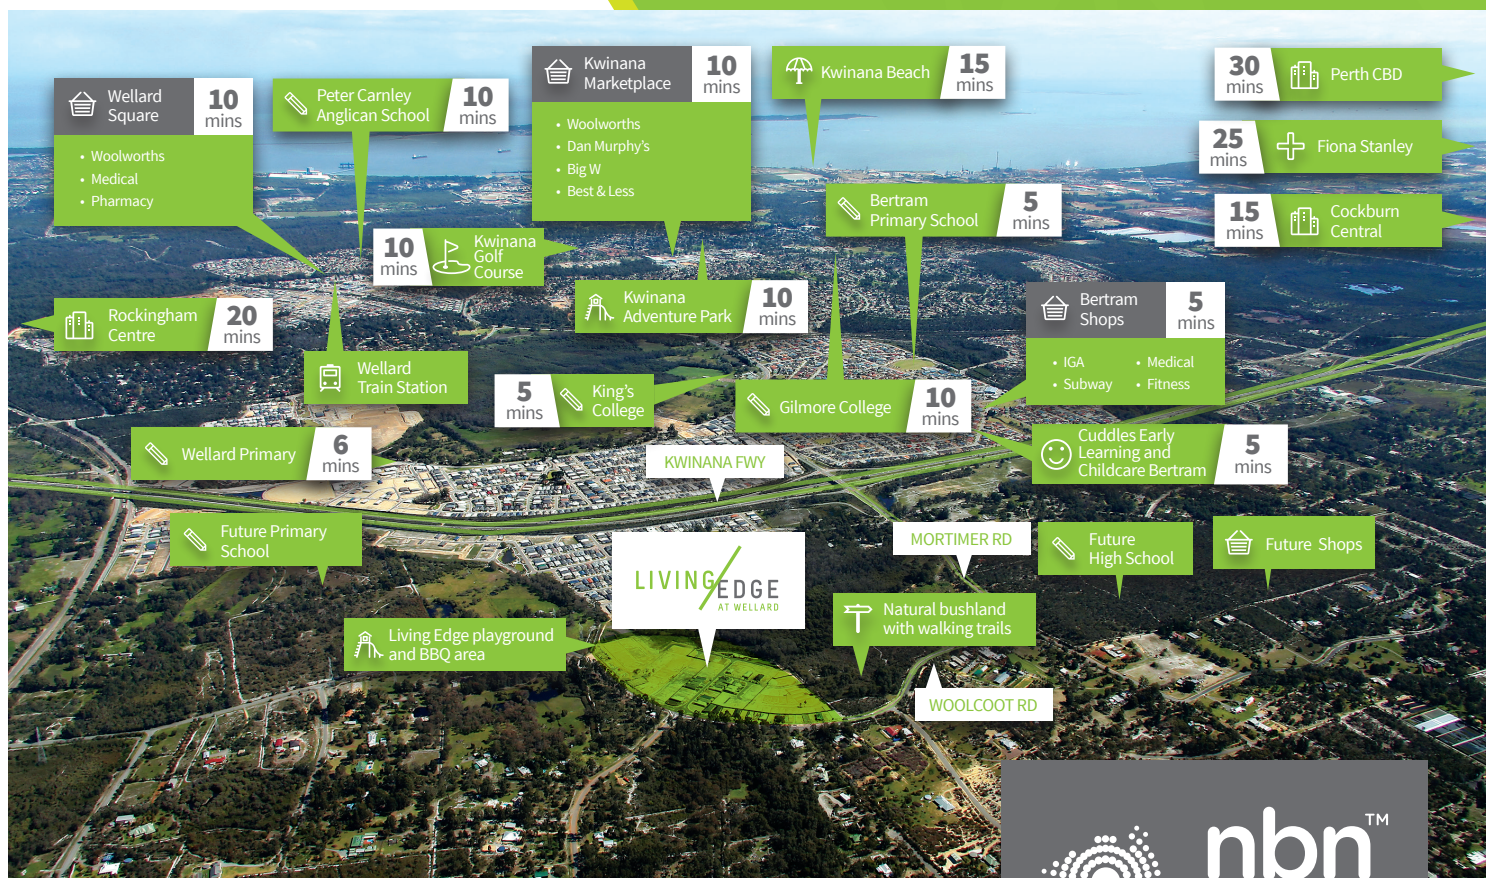 Wellard
Square
10
mins
• Woolworths
• Medical
• Pharmacy
Peter Carnley
Anglican School
10
mins
Kwinana
Marketplace
10
mins
• Woolworths
• Dan Murphy's
• Big W
• Best & Less
Kwinana Beach
15
mins
30
mins
Perth CBD
25
mins
Fiona Stanley
15
mins
Cockburn
Central
Bertram
Primary School
5
mins
10
mins
Kwinana
Golf
Course
Kwinana
Adventure Park
10
mins
Bertram
Shops
5
mins
• IGA
• Medical
• Subway
• Fitness
Rockingham
Centre
20
mins
Wellard
Train Station
5
mins
King's
College
Gilmore College
10
mins
Wellard Primary
6
mins
KWINANA FWY
Cuddles Early
Learning and
Childcare Bertram
5
mins
Future Primary
School
MORTIMER RD
Future
High School
Future Shops
LIVING
EDGE
AT WELLARD
Living Edge playground
and BBQ area
Natural bushland
with walking trails
WOOLCOOT RD
nbn™